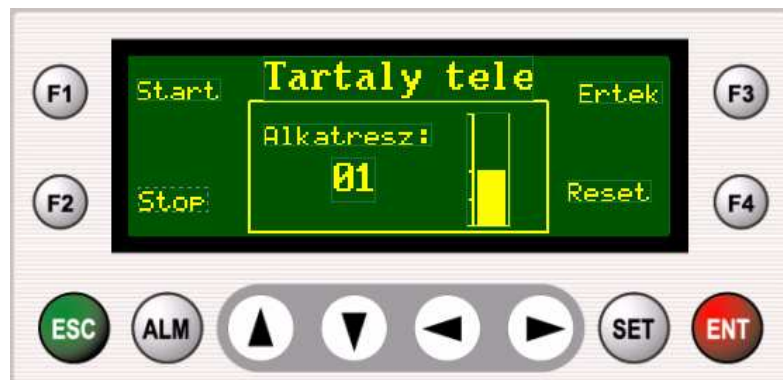 Tartaly tele
F1 Start Ertek F3
Alkatresz:
01
F2 Stop Reset F4
ESC ALM SET ENT